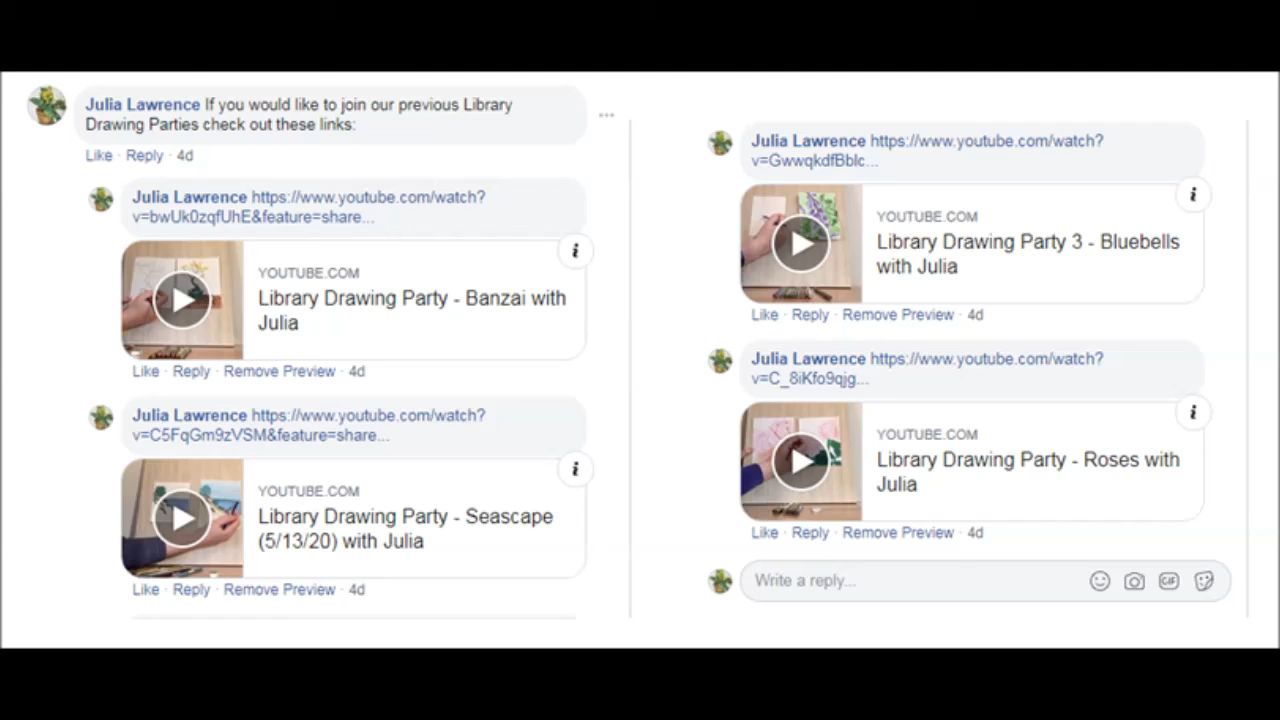 Julia Lawrence If you would like to join our previous Library
Drawing Parties check out these links:
Like · Reply · 4d
Julia Lawrence https://www.youtube.com/watch?
v=bwUk0zqfUhE&feature=share...
YOUTUBE.COM
Library Drawing Party - Banzai with
Julia
Like · Reply · Remove Preview · 4d
Julia Lawrence https://www.youtube.com/watch?
v=C5FqGm9zVSM&feature=share...
YOUTUBE.COM
Library Drawing Party - Seascape
(5/13/20) with Julia
Like · Reply · Remove Preview · 4d
Julia Lawrence https://www.youtube.com/watch?
v=GwwqkdfBblc...
YOUTUBE.COM
Library Drawing Party 3 - Bluebells
with Julia
Like · Reply · Remove Preview · 4d
Julia Lawrence https://www.youtube.com/watch?
v=C_8iKfo9qjg...
YOUTUBE.COM
Library Drawing Party - Roses with
Julia
Like · Reply · Remove Preview · 4d
Write a reply...
GIF